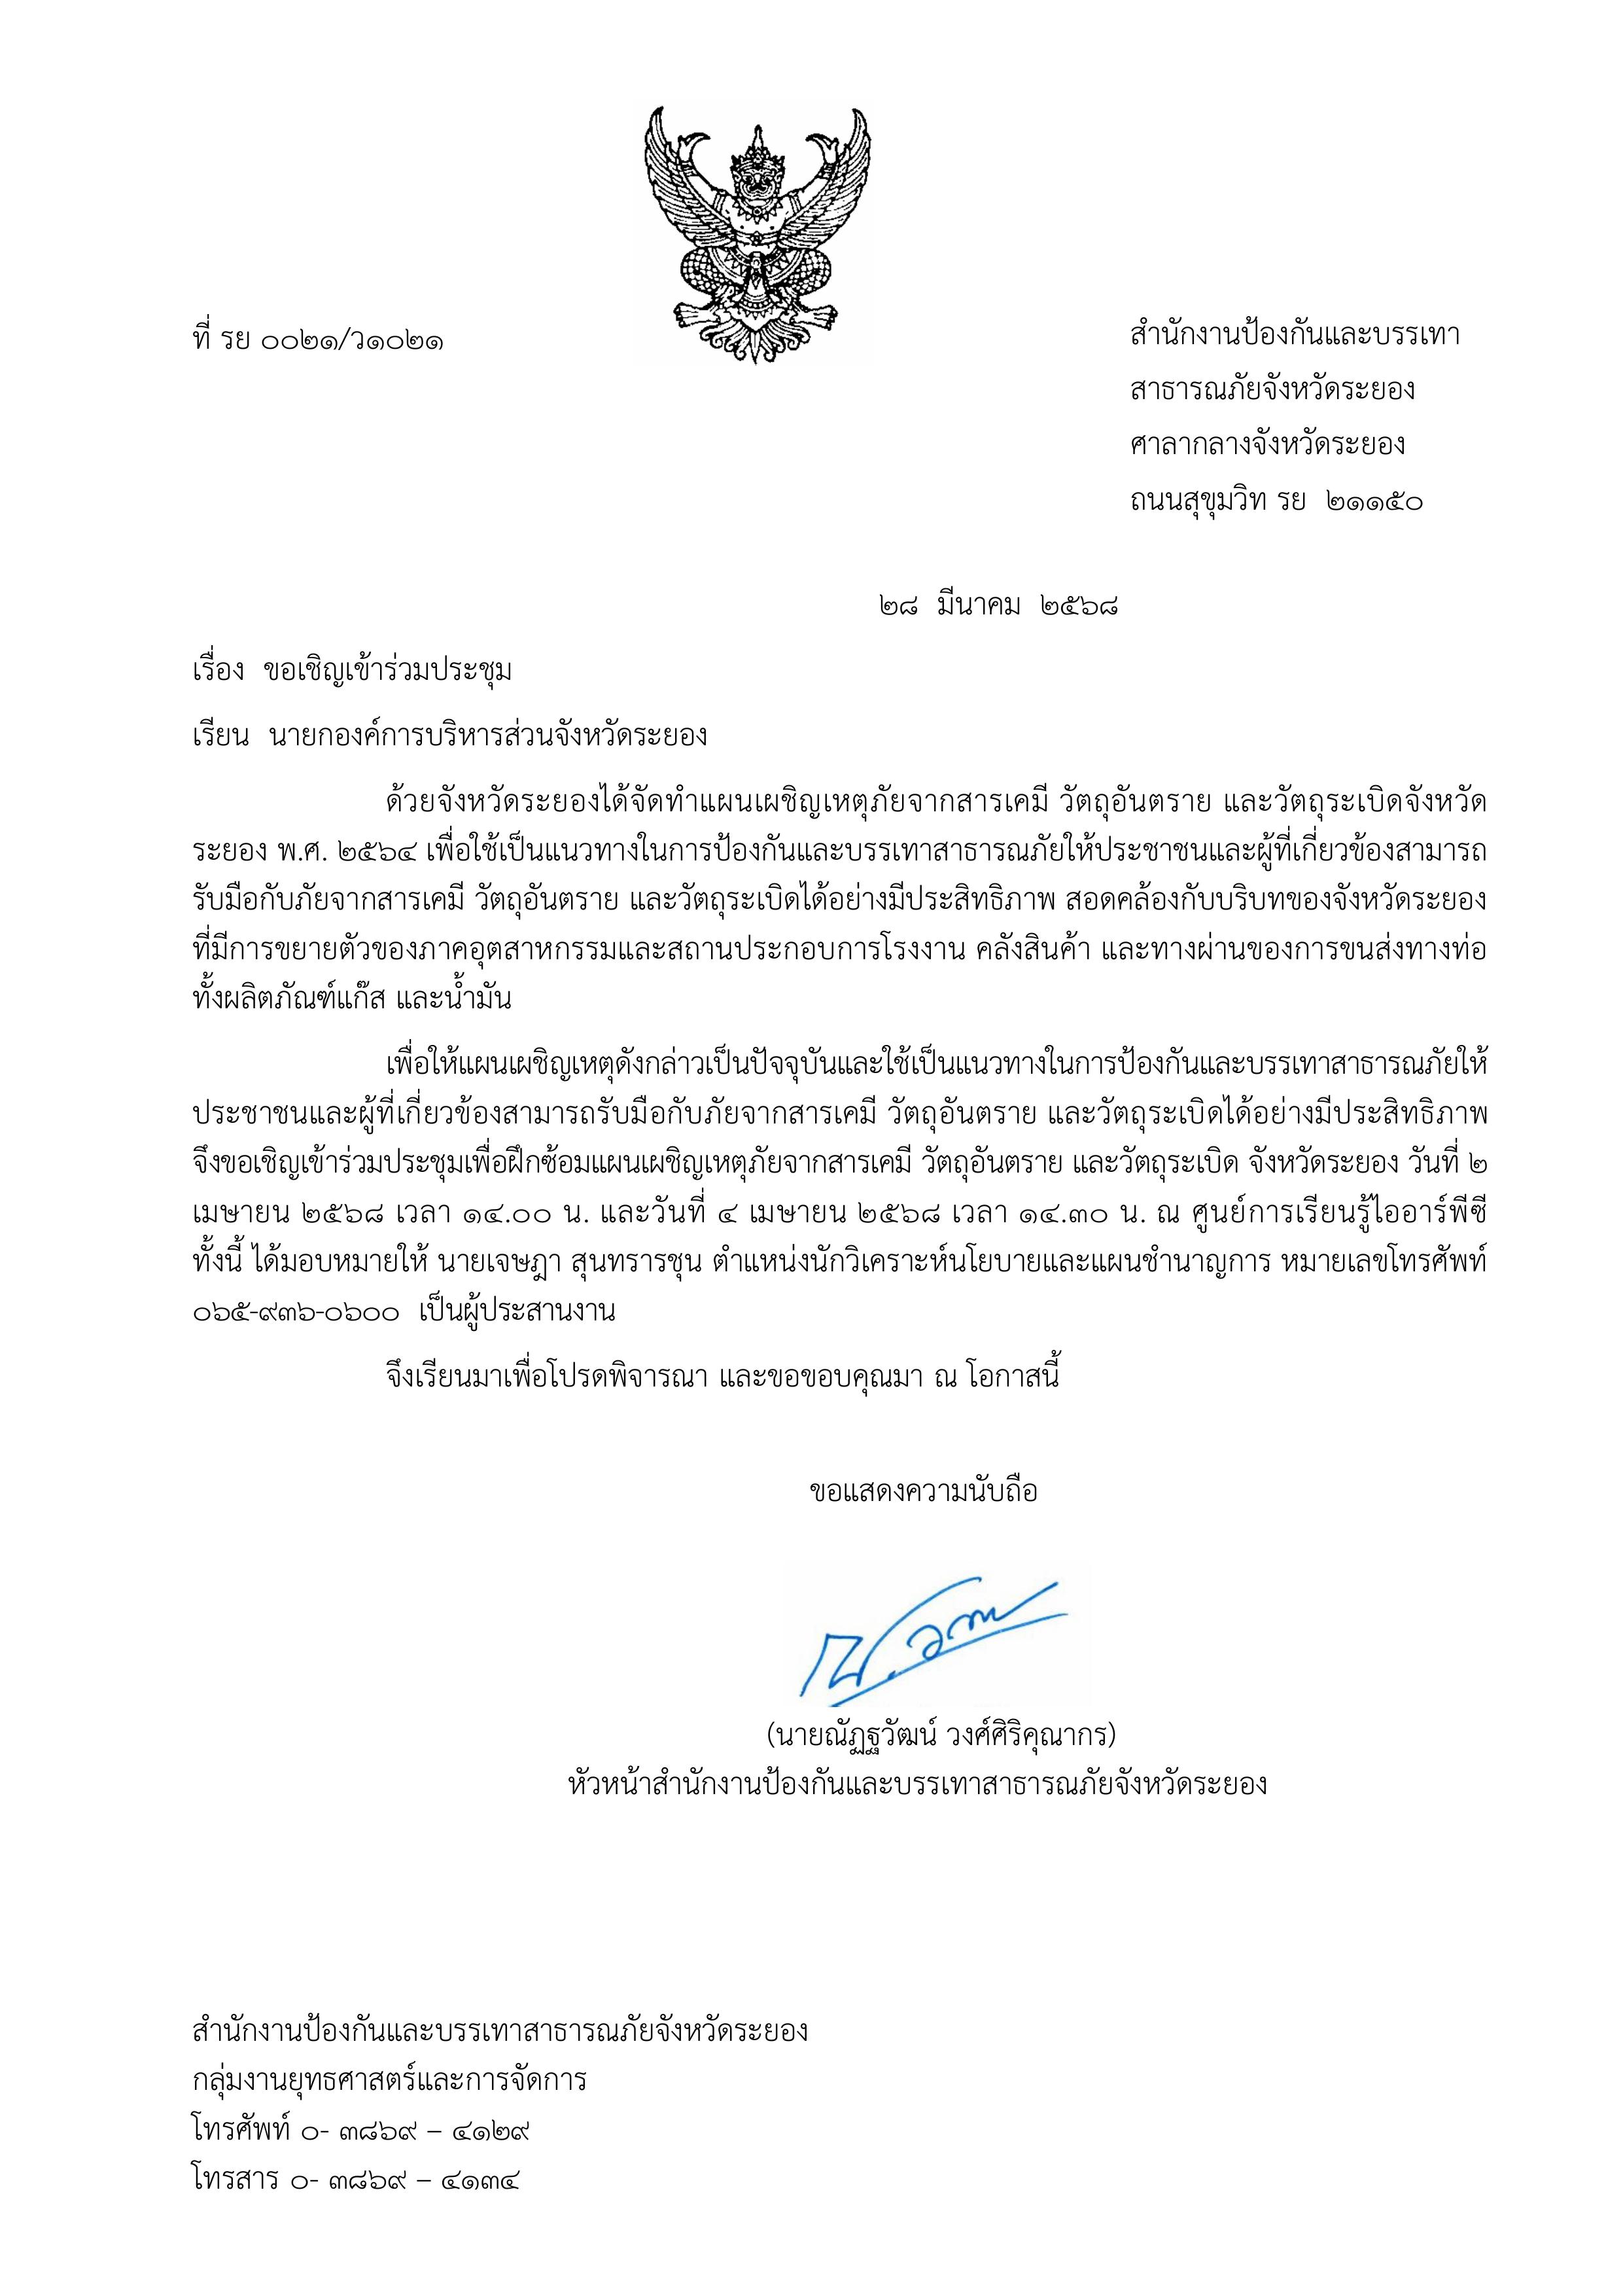 ที่ รย ๐๐๒๑/ว๑๐๒๑
สำนักงานป้องกันและบรรเทา
สาธารณภัยจังหวัดระยอง
ศาลากลางจังหวัดระยอง
ถนนสุขุมวิท รย ๒๑๑๕๐
๒๘ มีนาคม ๒๕๖๘
เรื่อง ขอเชิญเข้าร่วมประชุม
เรียน นายกองค์การบริหารส่วนจังหวัดระยอง
ด้วยจังหวัดระยองได้จัดทำแผนเผชิญเหตุภัยจากสารเคมี วัตถุอันตราย และวัตถุระเบิดจังหวัด
ระยอง พ.ศ. ๒๕๖๔ เพื่อใช้เป็นแนวทางในการป้องกันและบรรเทาสาธารณภัยให้ประชาชนและผู้ที่เกี่ยวข้องสามารถ
รับมือกับภัยจากสารเคมี วัตถุอันตราย และวัตถุระเบิดได้อย่างมีประสิทธิภาพ สอดคล้องกับบริบทของจังหวัดระยอง
ที่มีการขยายตัวของภาคอุตสาหกรรมและสถานประกอบการโรงงาน คลังสินค้า และทางผ่านของการขนส่งทางท่อ
ทั้งผลิตภัณฑ์แก๊ส และน้ำมัน
เพื่อให้แผนเผชิญเหตุดังกล่าวเป็นปัจจุบันและใช้เป็นแนวทางในการป้องกันและบรรเทาสาธารณภัยให้
ประชาชนและผู้ที่เกี่ยวข้องสามารถรับมือกับภัยจากสารเคมี วัตถุอันตราย และวัตถุระเบิดได้อย่างมีประสิทธิภาพ
จึงขอเชิญเข้าร่วมประชุมเพื่อฝึกซ้อมแผนเผชิญเหตุภัยจากสารเคมี วัตถุอันตราย และวัตถุระเบิด จังหวัดระยอง วันที่ ๒
เมษายน ๒๕๖๘ เวลา ๑๔.๐๐ น. และวันที่ ๔ เมษายน ๒๕๖๘ เวลา ๑๔.๓๐ น. ณ ศูนย์การเรียนรู้ไออาร์พีซี
ทั้งนี้ ได้มอบหมายให้ นายเจษฎา สุนทรารชุน ตำแหน่งนักวิเคราะห์นโยบายและแผนชำนาญการ หมายเลขโทรศัพท์
๐๖๕-๙๓๖-๐๖๐๐ เป็นผู้ประสานงาน
จึงเรียนมาเพื่อโปรดพิจารณา และขอขอบคุณมา ณ โอกาสนี้
ขอแสดงความนับถือ
(นายณัฏฐวัฒน์ วงศ์ศิริคุณากร)
หัวหน้าสำนักงานป้องกันและบรรเทาสาธารณภัยจังหวัดระยอง
สำนักงานป้องกันและบรรเทาสาธารณภัยจังหวัดระยอง
กลุ่มงานยุทธศาสตร์และการจัดการ
โทรศัพท์ ๐- ๓๘๖๙ – ๔๑๒๙
โทรสาร ๐- ๓๘๖๙ – ๔๑๓๔